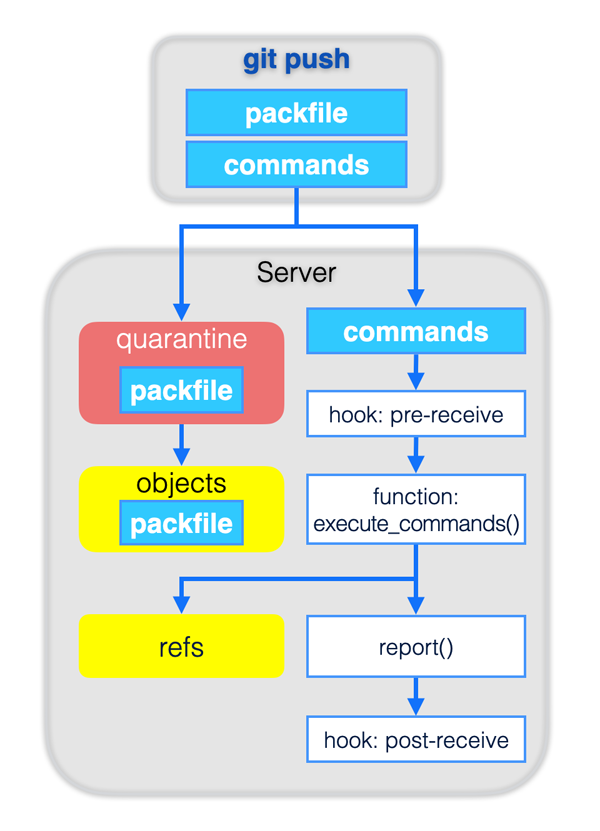 git push
packfile
commands
Server
quarantine
packfile
objects
packfile
refs
commands
hook: pre-receive
function:
execute_commands()
report()
hook: post-receive